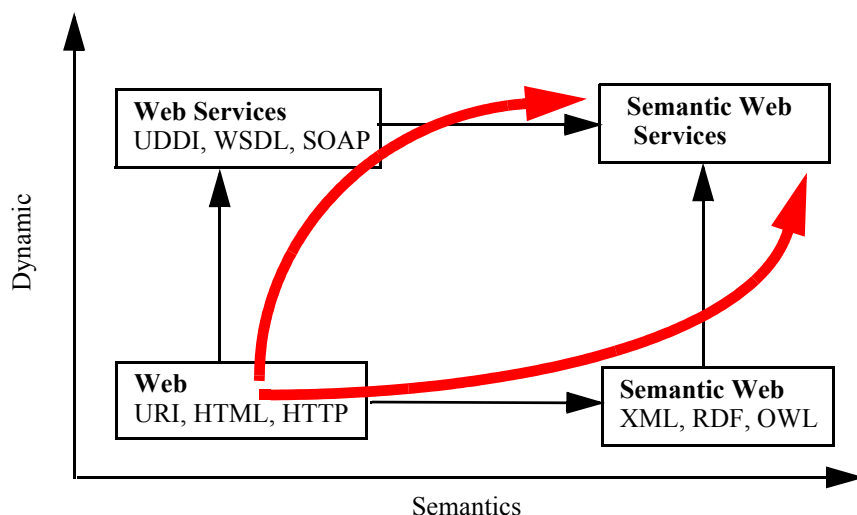 Web Services
UDDI, WSDL, SOAP
Semantic Web
Services
Dynamic
Web
URI, HTML, HTTP
Semantic Web
XML, RDF, OWL
Semantics